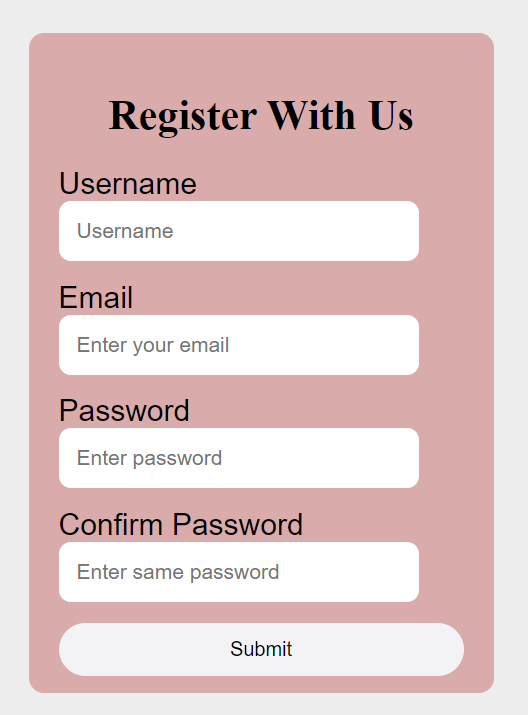 Register With Us
Username
Username
Email
Enter your email
Password
Enter password
Confirm Password
Enter same password
Submit